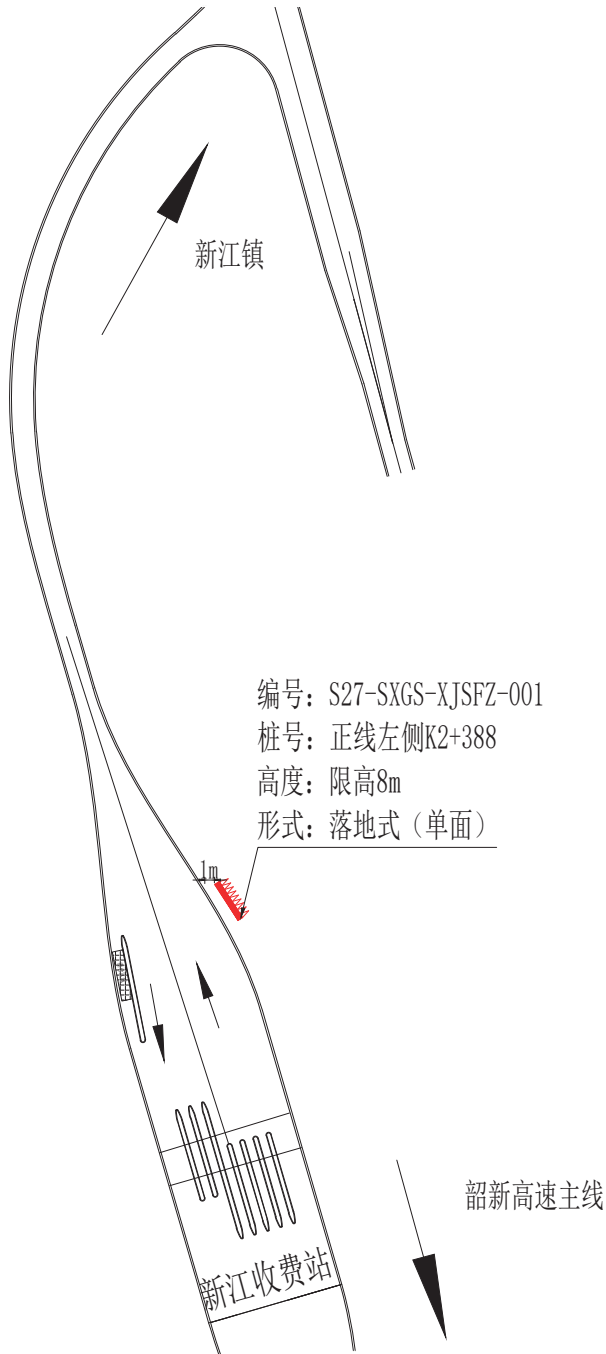 新江镇
编号：S27-SXGS-XJSFZ-001
桩号：正线左侧K2+388
高度：限高8m
形式：落地式（单面）
1m
韶新高速主线
新江收费站